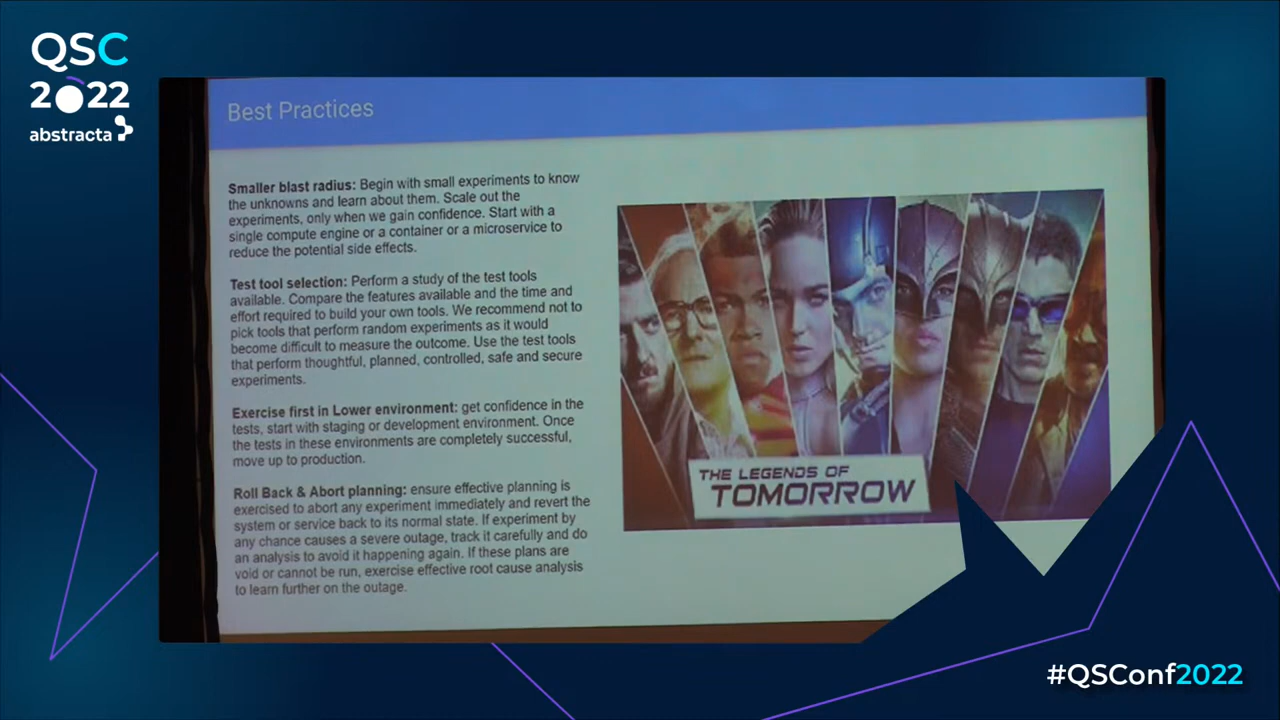 QSC
2022
abstracta
Best Practices
Smaller blast radius: Begin with small experiments to know
the unknowns and learn about them. Scale out the
experiments, only when we gain confidence. Start with a
single compute engine or a container or a microservice to
reduce the potential side effects.
Test tool selection: Perform a study of the test tools
available. Compare the features available and the time and
effort required to build your own tools. We recommend not to
pick tools that perform random experiments as it would
become difficult to measure the outcome. Use the test tools
that perform thoughtful, planned, controlled, safe and secure
experiments.
Exercise first in Lower environment: get confidence in the
tests, start with staging or development environment. Once
the tests in these environments are completely successful,
move up to production.
Roll Back & Abort planning: ensure effective planning is
exercised to abort any experiment immediately and revert the
system or service back to its normal state. If experiment by
any chance causes a severe outage, track it carefully and do
an analysis to avoid it happening again. If these plans are
void or cannot be run, exercise effective root cause analysis
to learn further on the outage.
THE LEGENDS OF
TOMORROW
#QSConf2022